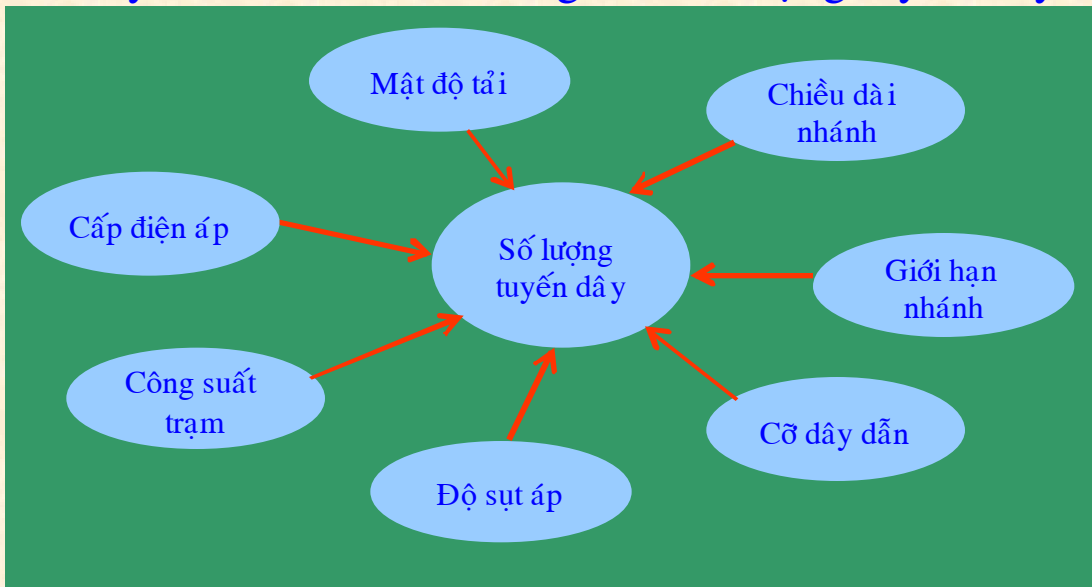 Mật độ tải
Chiều dài
nhánh
Cấp điện áp
Số lượng
tuyến dây
Giới hạn
nhánh
Công suất
trạm
Cỡ dây dẫn
Độ sụt áp